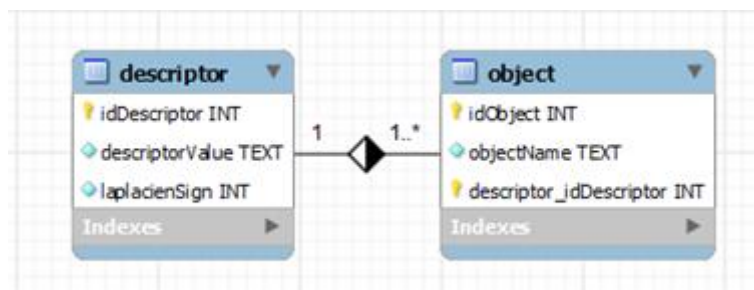 descriptor
idDescriptor INT
descriptorValue TEXT
laplacienSign INT
Indexes
1
1..*
object
idObject INT
objectName TEXT
descriptor_idDescriptor INT
Indexes